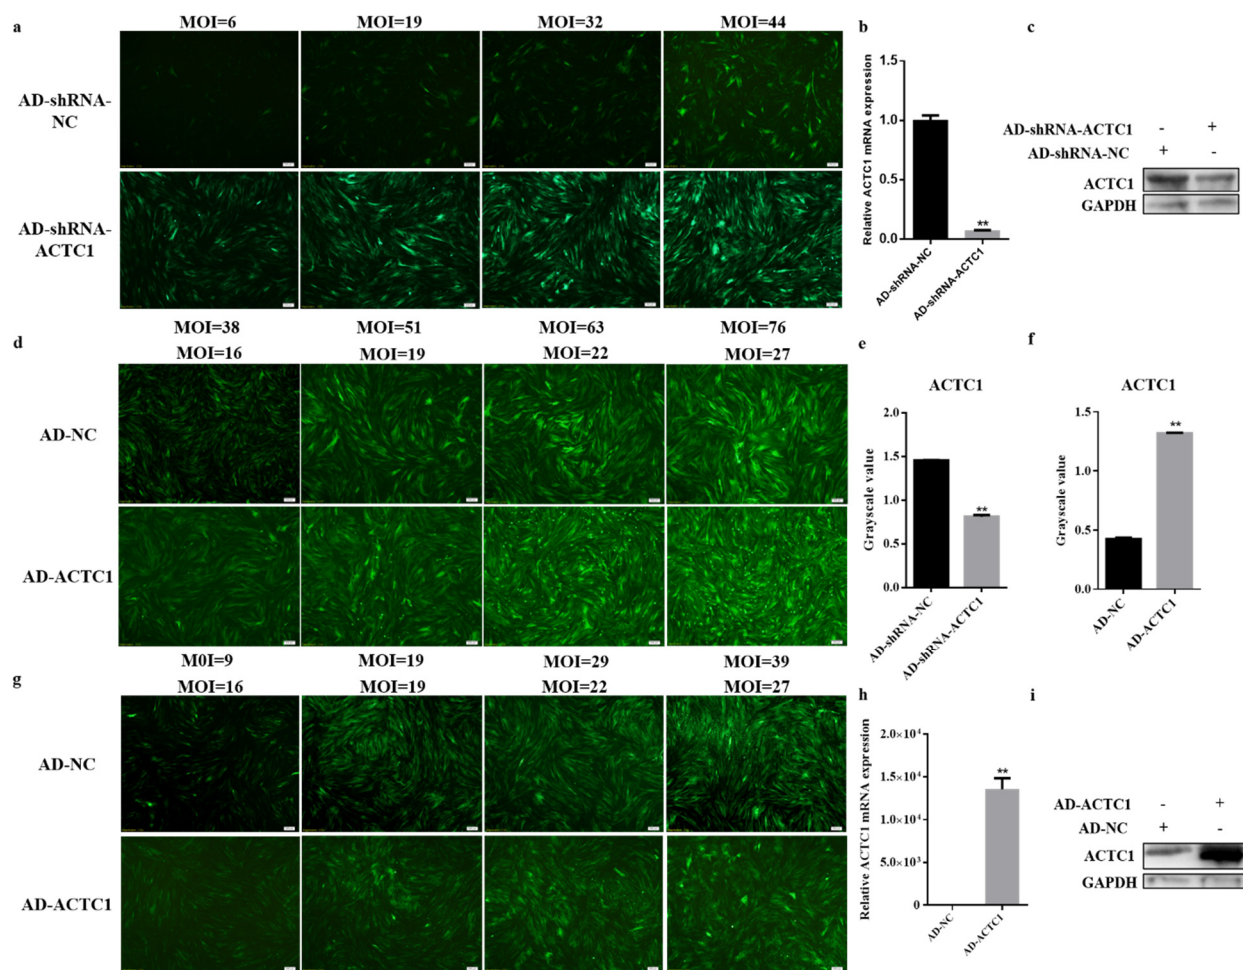 a
MOI=6 MOI=19 MOI=32 MOI=44
AD-shRNA-
NC
AD-shRNA-
ACTC1
MOI=38 MOI=51 MOI=63 MOI=76
b
Relative ACTC1 mRNA expression
1.5
1.0
0.5
0.0
**
AD-shRNA-NC
AD-shRNA-ACTC1
c
AD-shRNA-ACTC1 - +
AD-shRNA-NC + -
ACTC1
GAPDH
d
MOI=16 MOI=19 MOI=22 MOI=27
AD-NC
AD-ACTC1
M0I=9 MOI=19 MOI=29 MOI=39
e
ACTC1
Grayscale value
2.0
1.5
1.0
0.5
0.0
**
AD-shRNA-NC
AD-shRNA-ACTC1
f
ACTC1
Grayscale value
1.5
1.0
0.5
0.0
**
AD-NC
AD-ACTC1
g
MOI=16 MOI=19 MOI=22 MOI=27
AD-NC
AD-ACTC1
h
Relative ACTC1 mRNA expression
2.0×10⁴
1.5×10⁴
1.0×10⁴
5.0×10³
0
**
AD-NC
AD-ACTC1
i
AD-ACTC1 - +
AD-NC + -
ACTC1
GAPDH